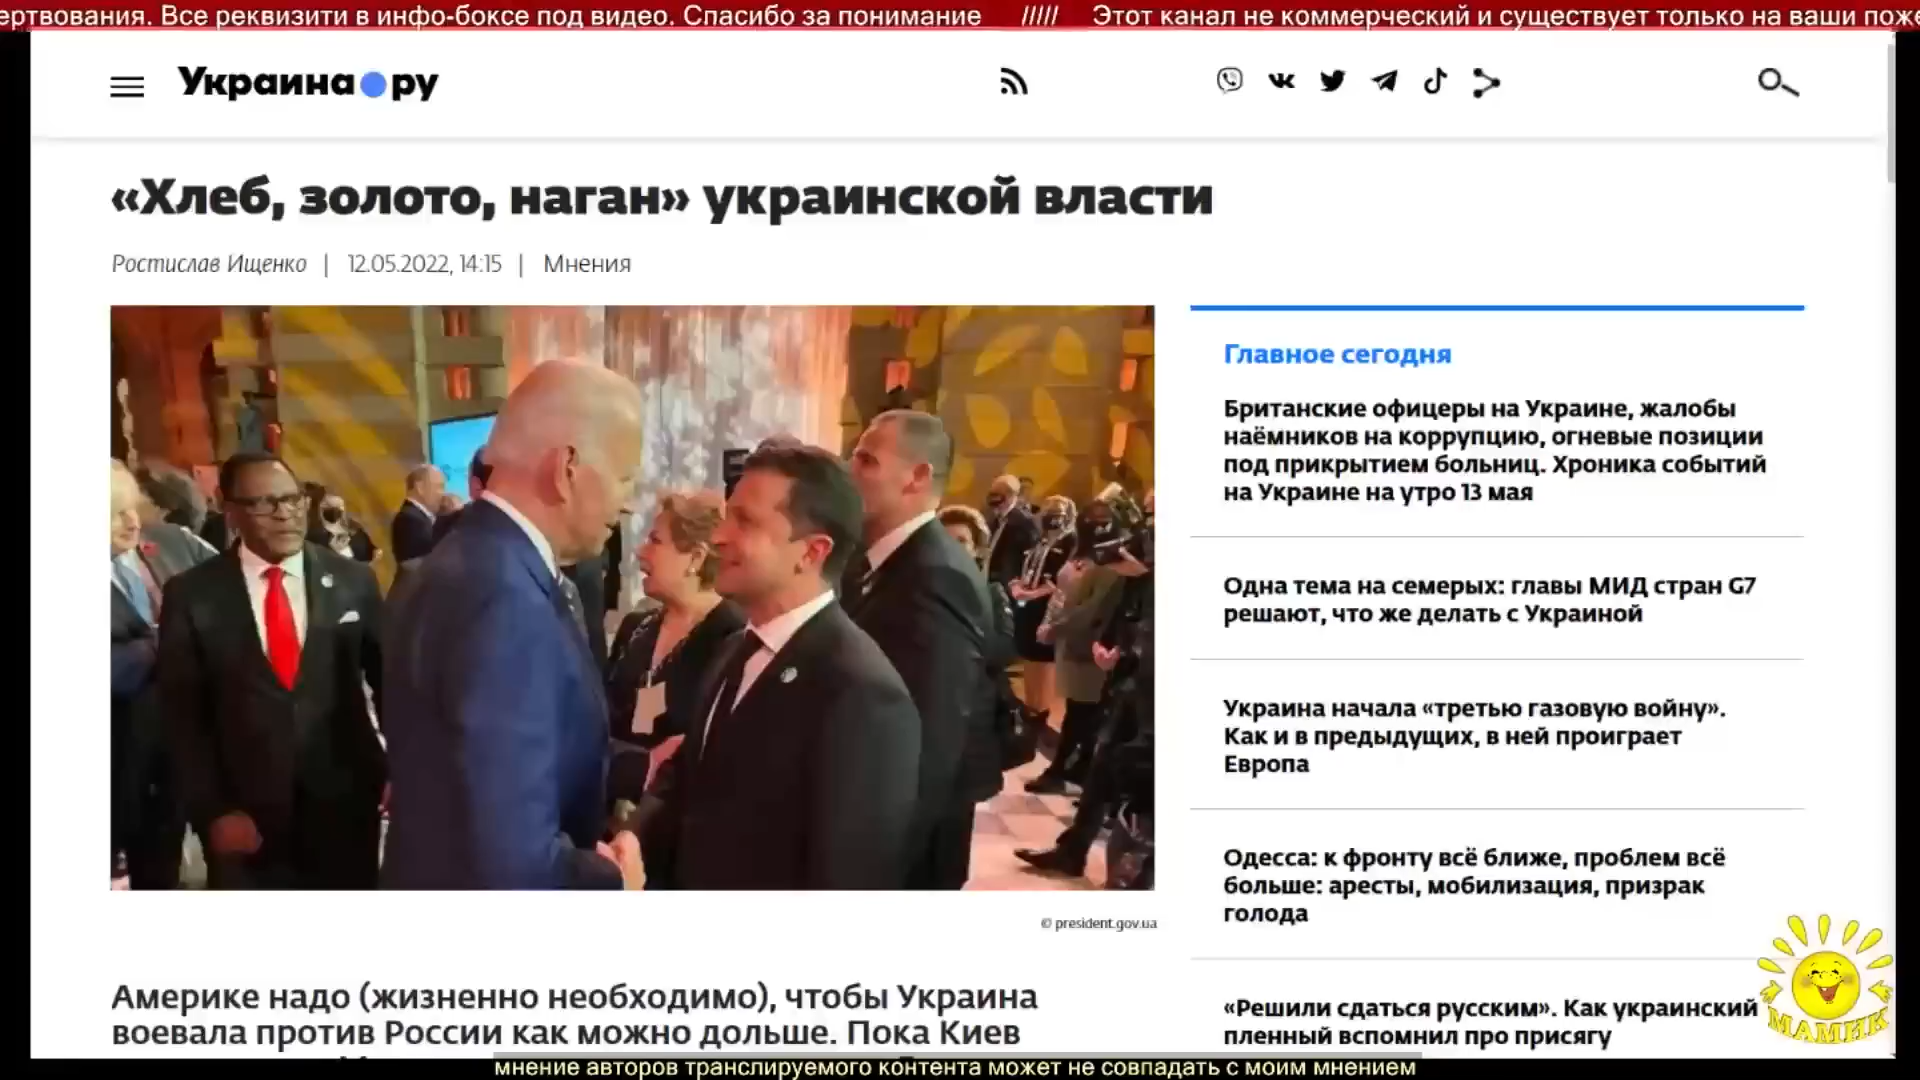 ертвования. Все реквизити в инфо-боксе под видео. Спасибо за понимание ///// Этот канал не коммерческий и существует только на ваши поже
Украина ру
«Хлеб, золото, наган» украинской власти
Ростислав Ищенко | 12.05.2022, 14:15 | Мнения
© president.gov.ua
Америке надо (жизненно необходимо), чтобы Украина
воевала против России как можно дольше. Пока Киев
Главное сегодня
Британские офицеры на Украине, жалобы
наёмников на коррупцию, огневые позиции
под прикрытием больниц. Хроника событий
на Украине на утро 13 мая
Одна тема на семерых: главы МИД стран G7
решают, что же делать с Украиной
Украина начала «третью газовую войну».
Как и в предыдущих, в ней проиграет
Европа
Одесса: к фронту всё ближе, проблем всё
больше: аресты, мобилизация, призрак
голода
«Решили сдаться русским». Как украинский
пленный вспомнил про присягу
МАМИК
мнение авторов транслируемого контента может не совпадать с моим мнением